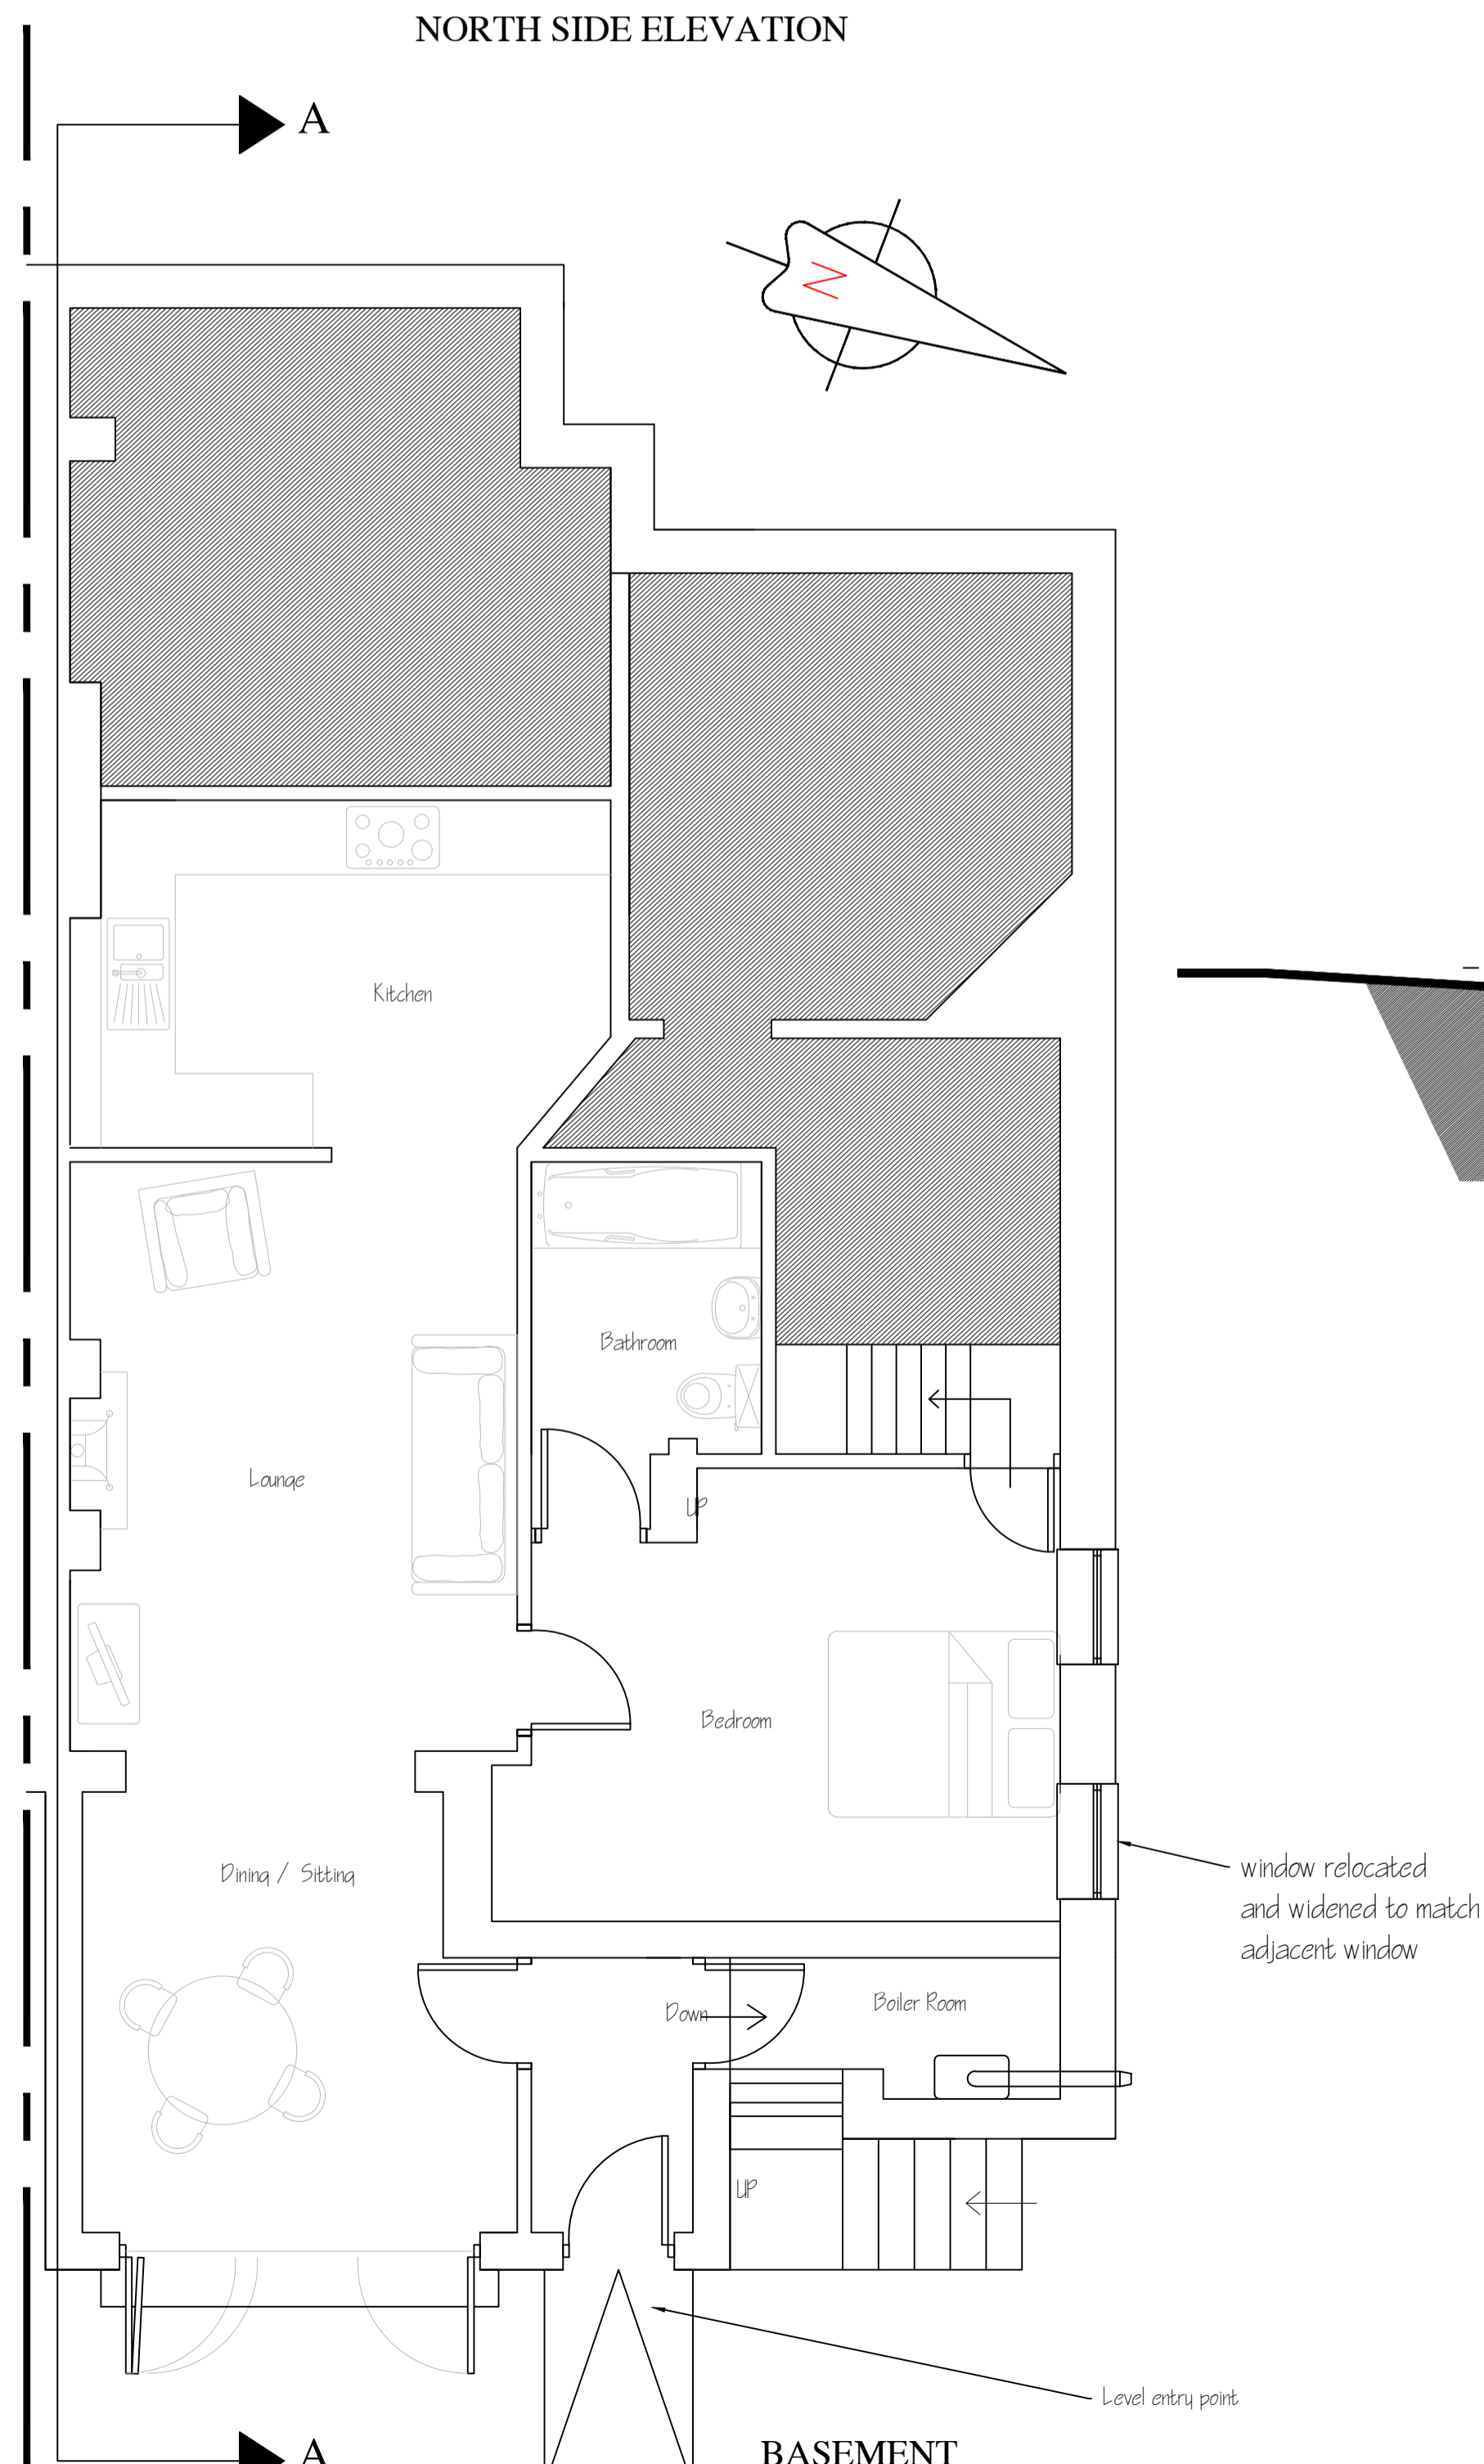 NORTH SIDE ELEVATION
A
N
Kitchen
Bathroom
Lounge
UP
Bedroom
window relocated
and widened to match
adjacent window
Dining / Sitting
Boiler Room
Down
UP
Level entry point
A
BASEMENT